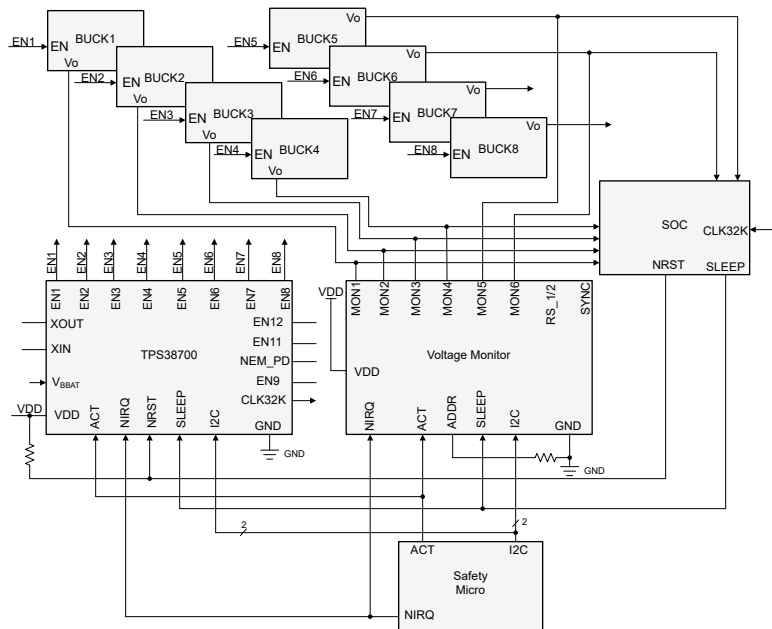 EN1
EN
BUCK1
Vo
EN2
EN
BUCK2
Vo
EN3
EN
BUCK3
Vo
EN4
EN
BUCK4
Vo
EN5
EN
BUCK5
Vo
EN6
EN
BUCK6
Vo
EN7
EN
BUCK7
Vo
EN8
EN
BUCK8
Vo
SOC
CLK32K
NRST
SLEEP
EN1
EN2
EN3
EN4
EN5
EN6
EN7
EN8
EN1
EN2
EN3
EN4
EN5
EN6
EN7
EN8
XOUT
XIN
VBBAT
VDD
VDD
TPS38700
EN12
EN11
NEM_PD
EN9
CLK32K
ACT
NIRQ
NRST
SLEEP
I2C
GND
GND
VDD
MON1
MON2
MON3
MON4
MON5
MON6
RS_1/2
SYNC
Voltage Monitor
VDD
NIRQ
ACT
ADDR
SLEEP
I2C
GND
GND
2
2
ACT
I2C
Safety
Micro
NIRQ